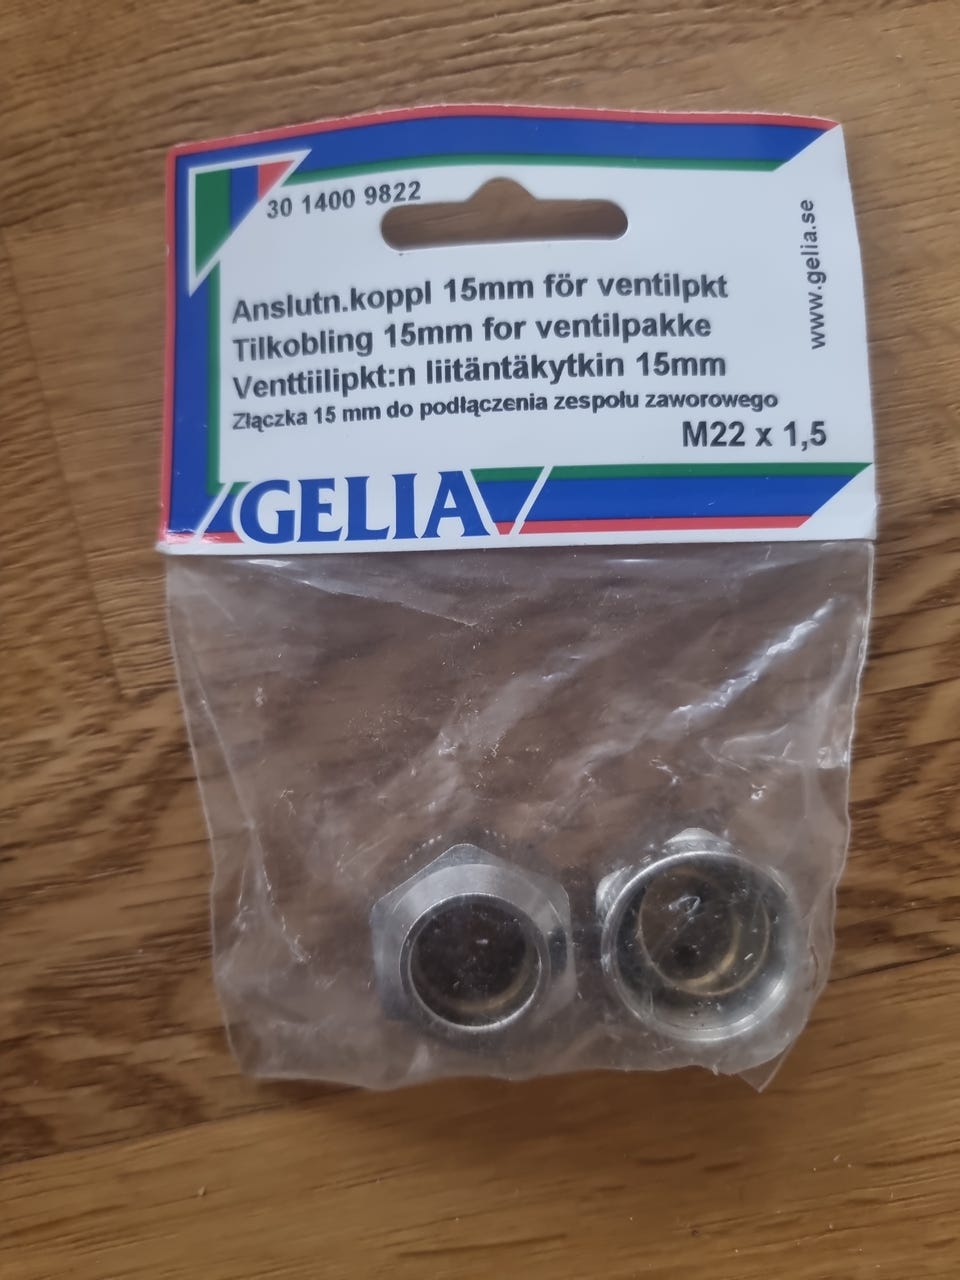 30 1400 9822
www.gelia.se
Anslutn.koppl 15mm för ventilpkt
Tilkobling 15mm for ventilpakke
Venttiilipkt:n liitäntäkytkin 15mm
Złączka 15 mm do podłączenia zespołu zaworowego
M22 x 1,5
GELIA